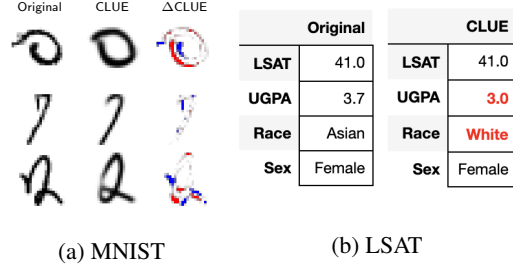 Original CLUE ΔCLUE
(a) MNIST
Original
LSAT 41.0
UGPA 3.7
Race Asian
Sex Female
CLUE
LSAT 41.0
UGPA 3.0
Race White
Sex Female
(b) LSAT